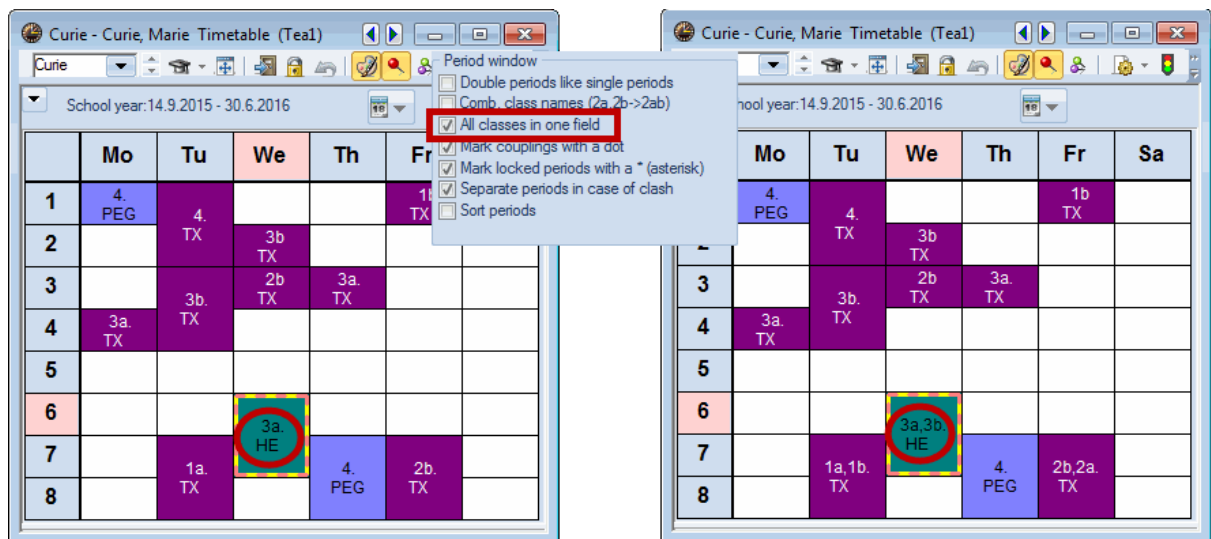 Curie - Curie, Marie Timetable (Tea1)
Curie
School year:14.9.2015 - 30.6.2016
18
Mo Tu We Th Fr
1 4. PEG 4. TX 1b TX
2 3b TX
3 3b. TX 2b TX 3a. TX
4 3a. TX
5
6 3a. HE
7 1a. TX 4. PEG 2b. TX
8
Period window
Double periods like single periods
Comb. class names (2a,2b->2ab)
All classes in one field
Mark couplings with a dot
Mark locked periods with a * (asterisk)
Separate periods in case of clash
Sort periods
Curie - Curie, Marie Timetable (Tea1)
hool year:14.9.2015 - 30.6.2016
18
Mo Tu We Th Fr Sa
4. PEG 4. TX 1b TX
2 3b TX
3 3b. TX 2b TX 3a. TX
4 3a. TX
5
6 3a,3b. HE
7 1a,1b. TX 4. PEG 2b,2a. TX
8